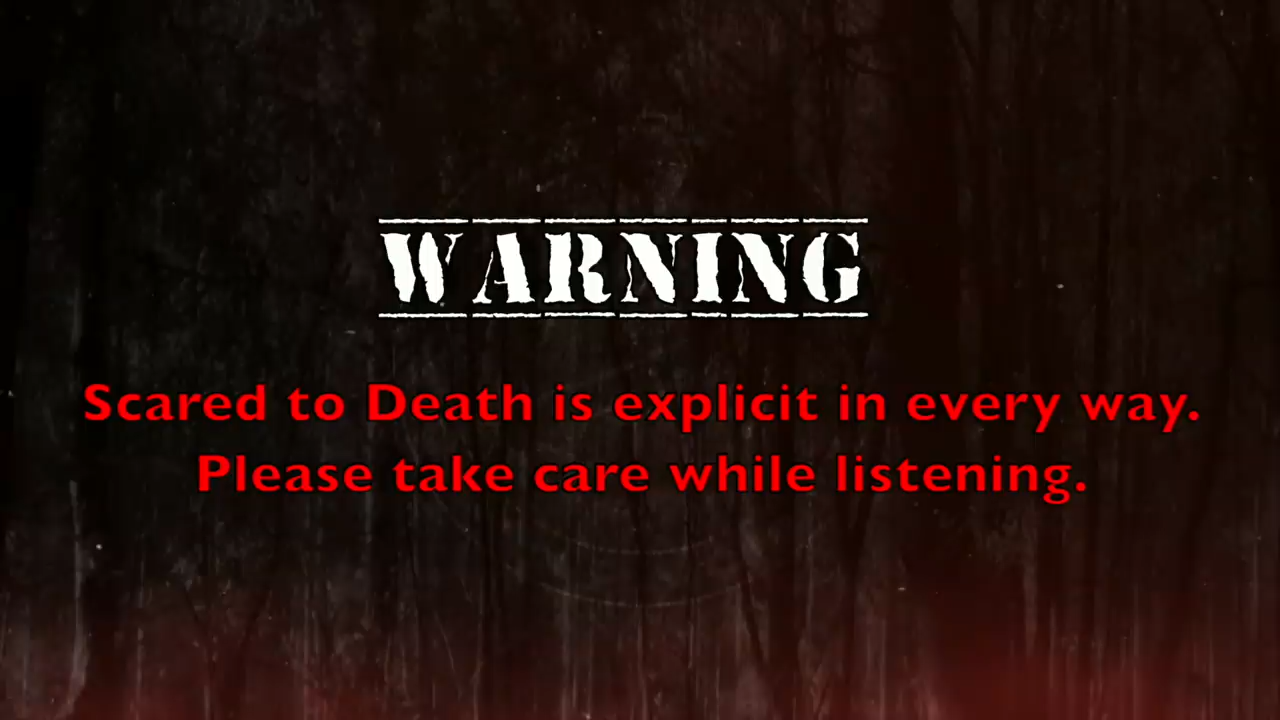 WARNING
Scared to Death is explicit in every way.
Please take care while listening.